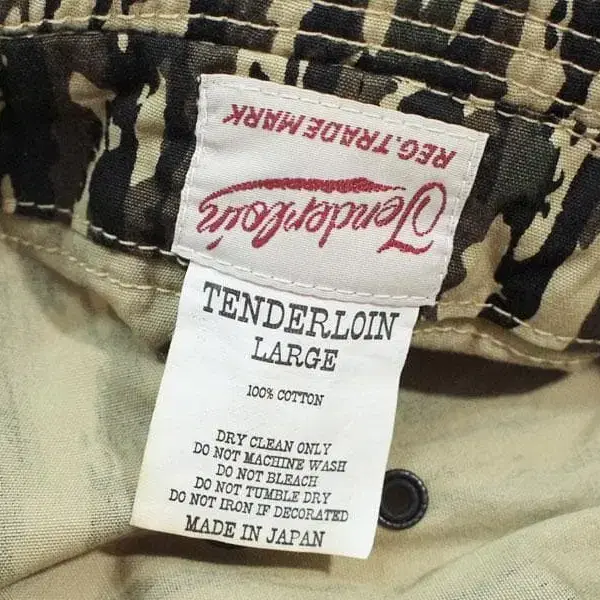 Tenderloin
REG. TRADE MARK
TENDERLOIN
LARGE
100% COTTON
DRY CLEAN ONLY
DO NOT MACHINE WASH
DO NOT BLEACH
DO NOT TUMBLE DRY
DO NOT IRON IF DECORATED
MADE IN JAPAN